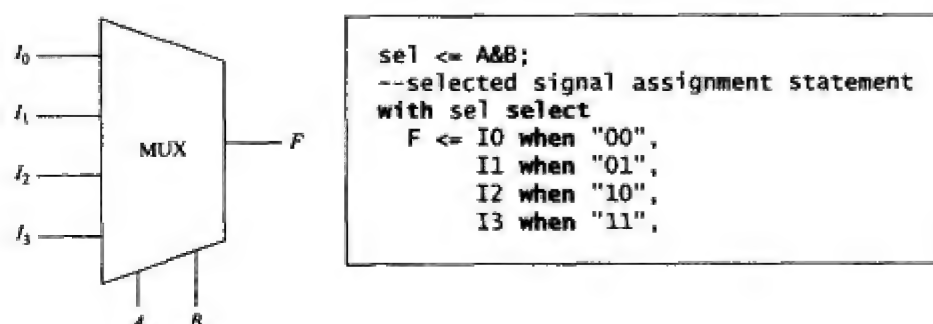 I0
I1
I2
I3
MUX
F
A B
sel <= A&B;
--selected signal assignment statement
with sel select
F <= I0 when "00",
I1 when "01",
I2 when "10",
I3 when "11",